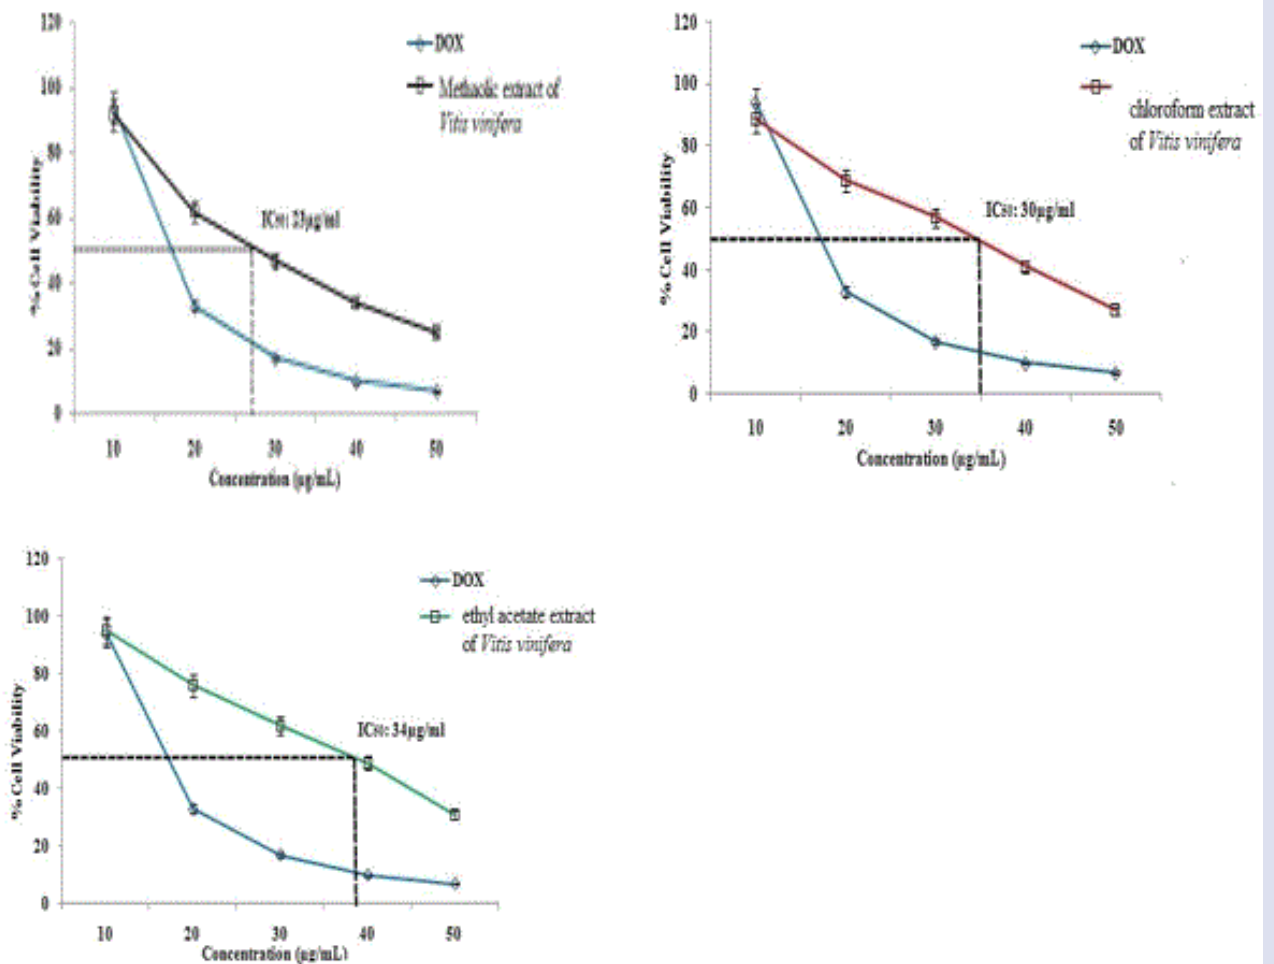 120
100
80
60
40
20
0
% Cell Viability
DOX
Methaolic extract of
Vitis vinifera
IC50: 23µg/ml
10 20 30 40 50
Concentration (µg/mL)
120
100
80
60
40
20
0
% Cell Viability
DOX
chloroform extract
of Vitis vinifera
IC50: 30µg/ml
10 20 30 40 50
Concentration (µg/mL)
120
100
80
60
40
20
0
% Cell Viability
DOX
ethyl acetate extract
of Vitis vinifera
IC50: 34µg/ml
10 20 30 40 50
Concentration (µg/mL)